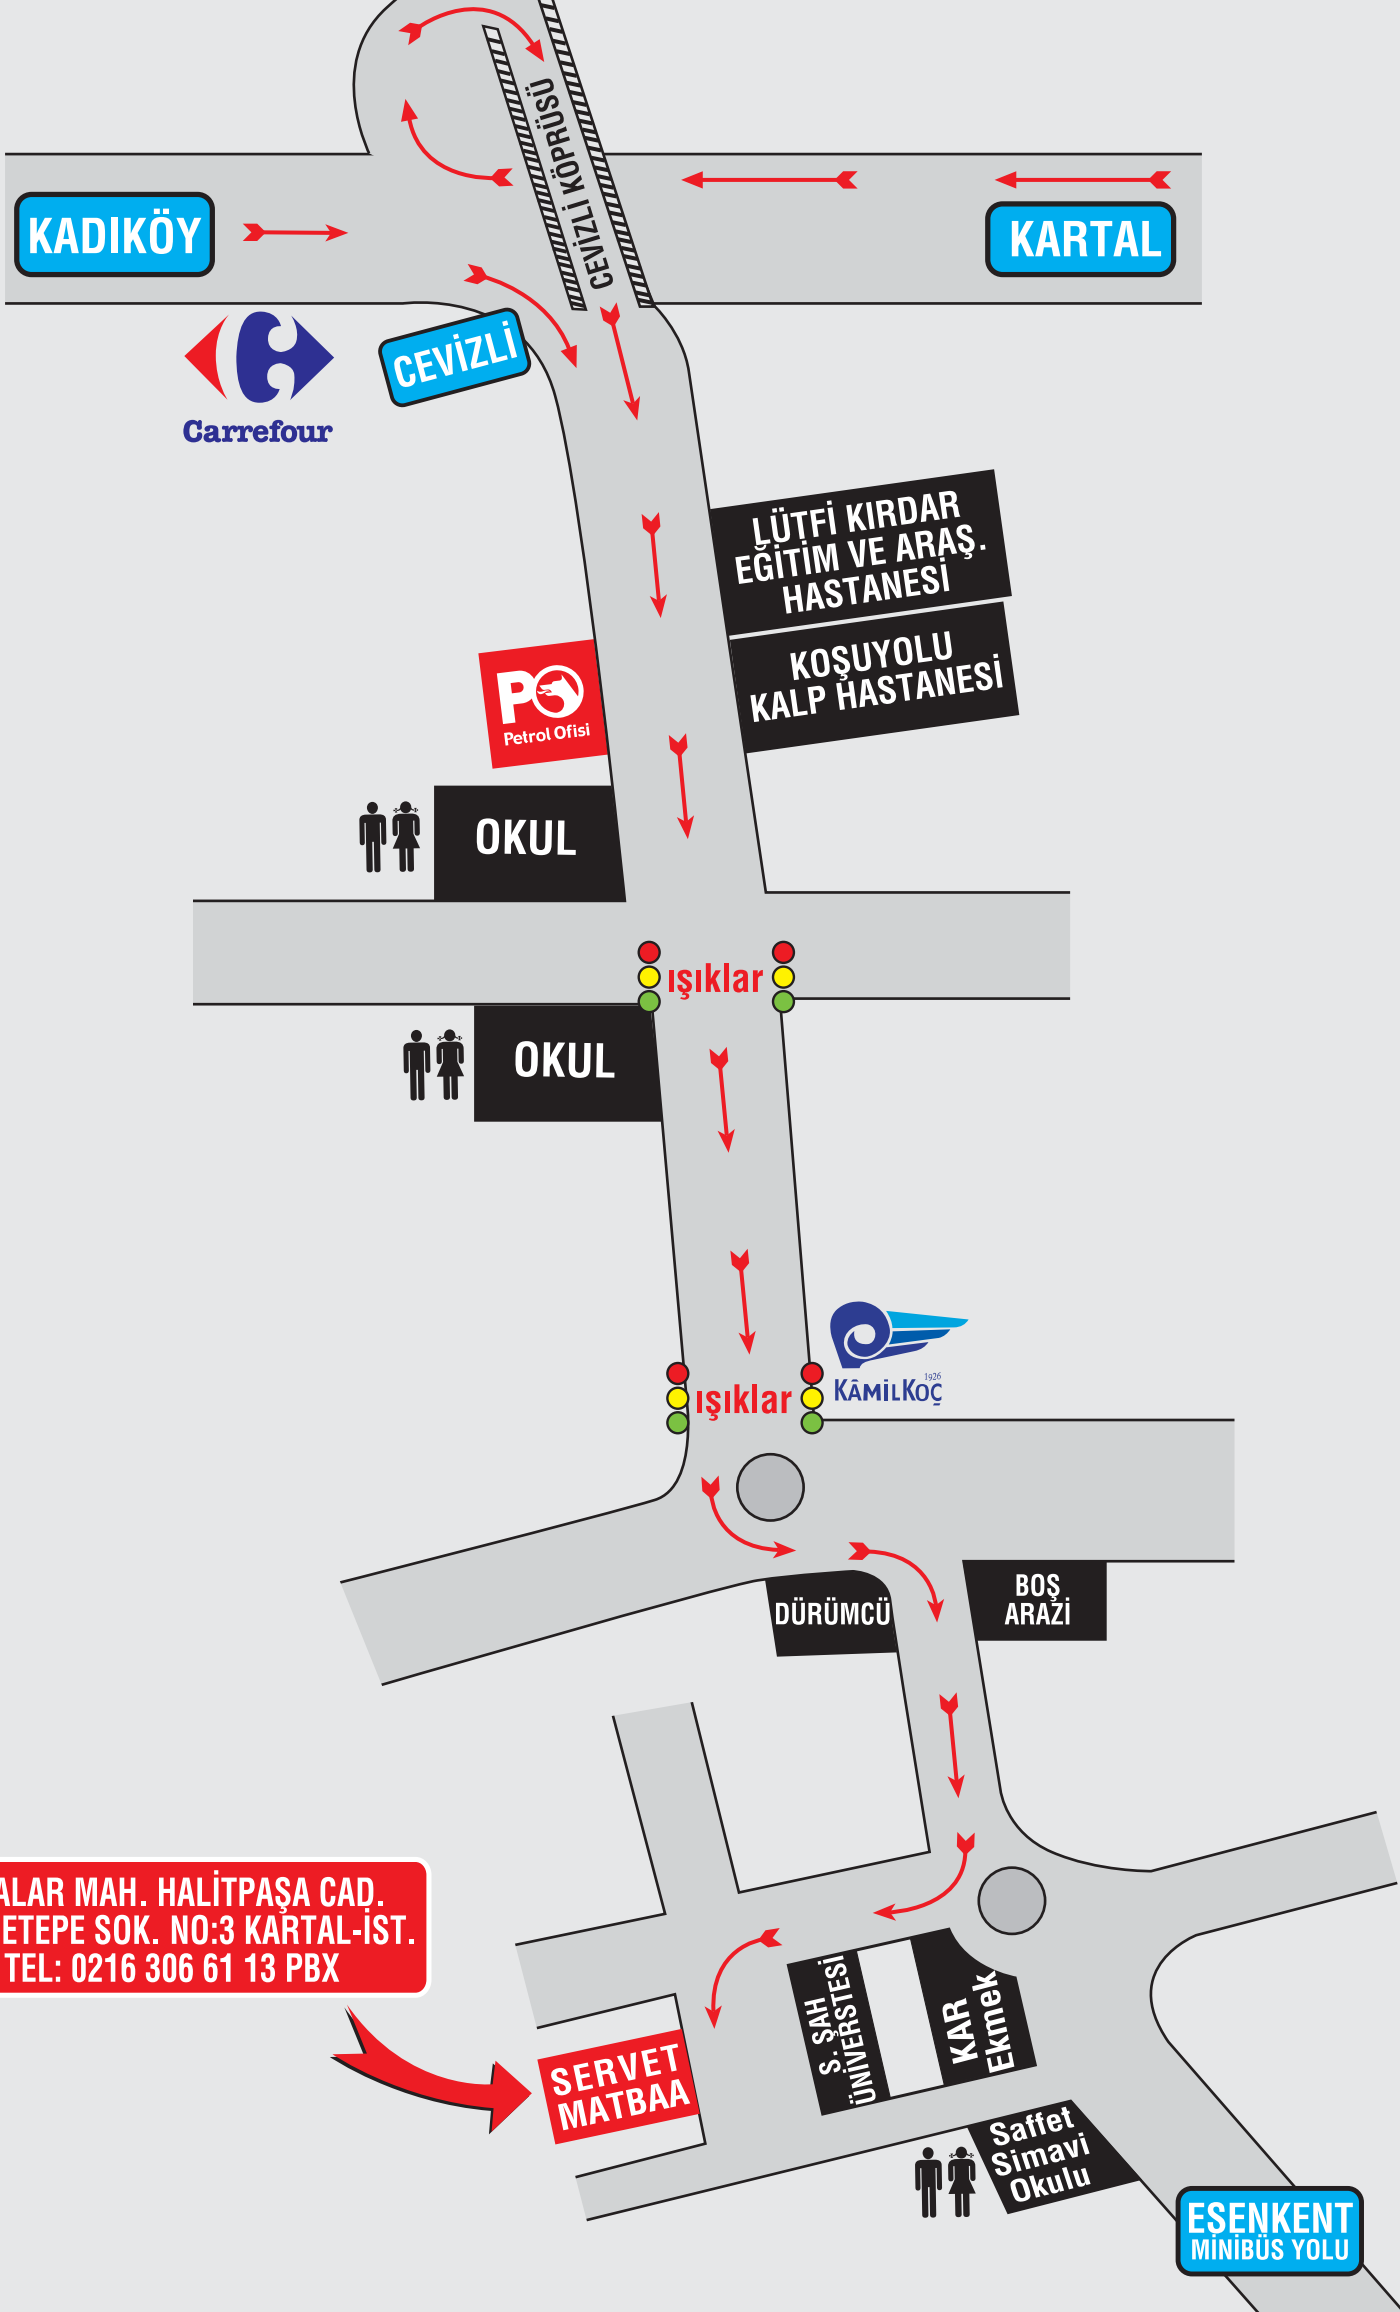 CEVİZLİ KÖPRÜSÜ
KADIKÖY
KARTAL
CEVİZLİ
Carrefour
LÜTFİ KIRDAR
EĞİTİM VE ARAŞ.
HASTANESİ
KOŞUYOLU
KALP HASTANESİ
PO
Petrol Ofisi
OKUL
ışıklar
OKUL
1926
KÂMİLKOÇ
ışıklar
DÜRÜMCÜ
BOŞ
ARAZİ
ALAR MAH. HALİTPAŞA CAD.
ETEPE SOK. NO:3 KARTAL-İST.
TEL: 0216 306 61 13 PBX
S. ŞAH
ÜNİVERSTESİ
KAR
Ekmek
SERVET
MATBAA
Saffet
Simavi
Okulu
ESENKENT
MİNİBÜS YOLU